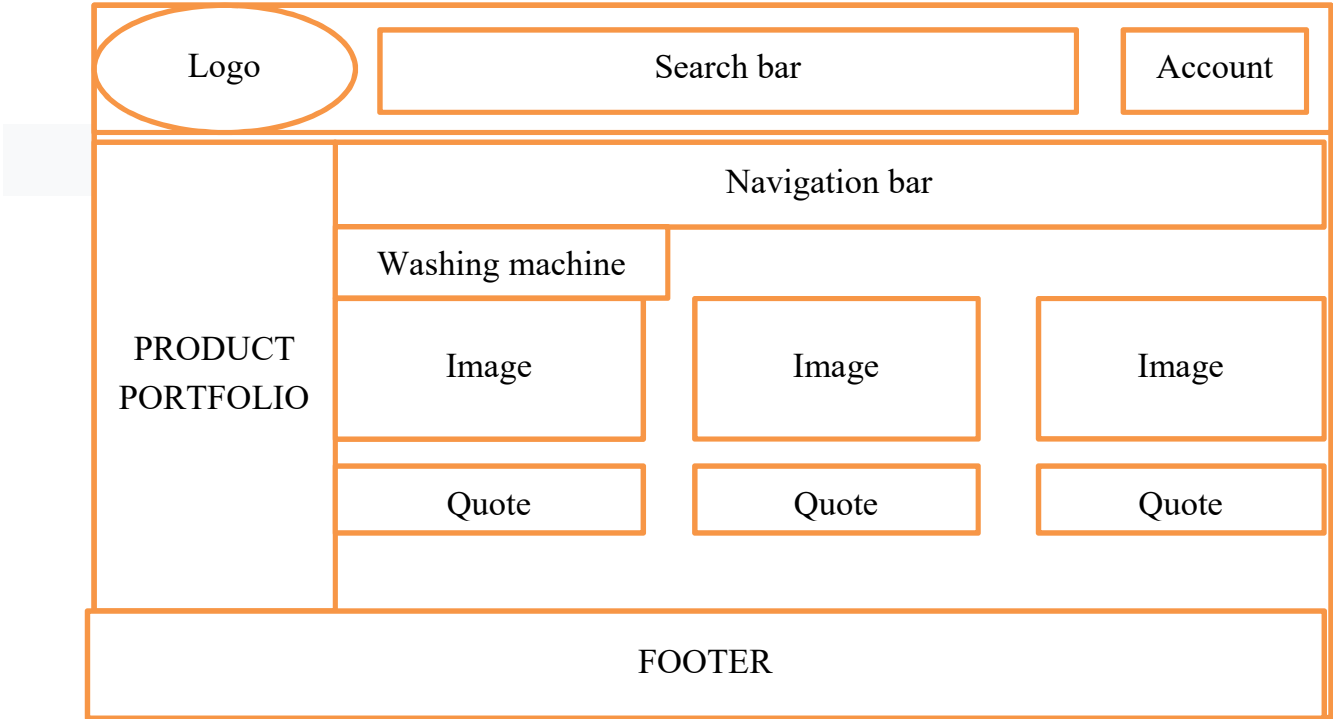 Logo
Search bar
Account
Navigation bar
Washing machine
PRODUCT
PORTFOLIO
Image
Image
Image
Quote
Quote
Quote
FOOTER